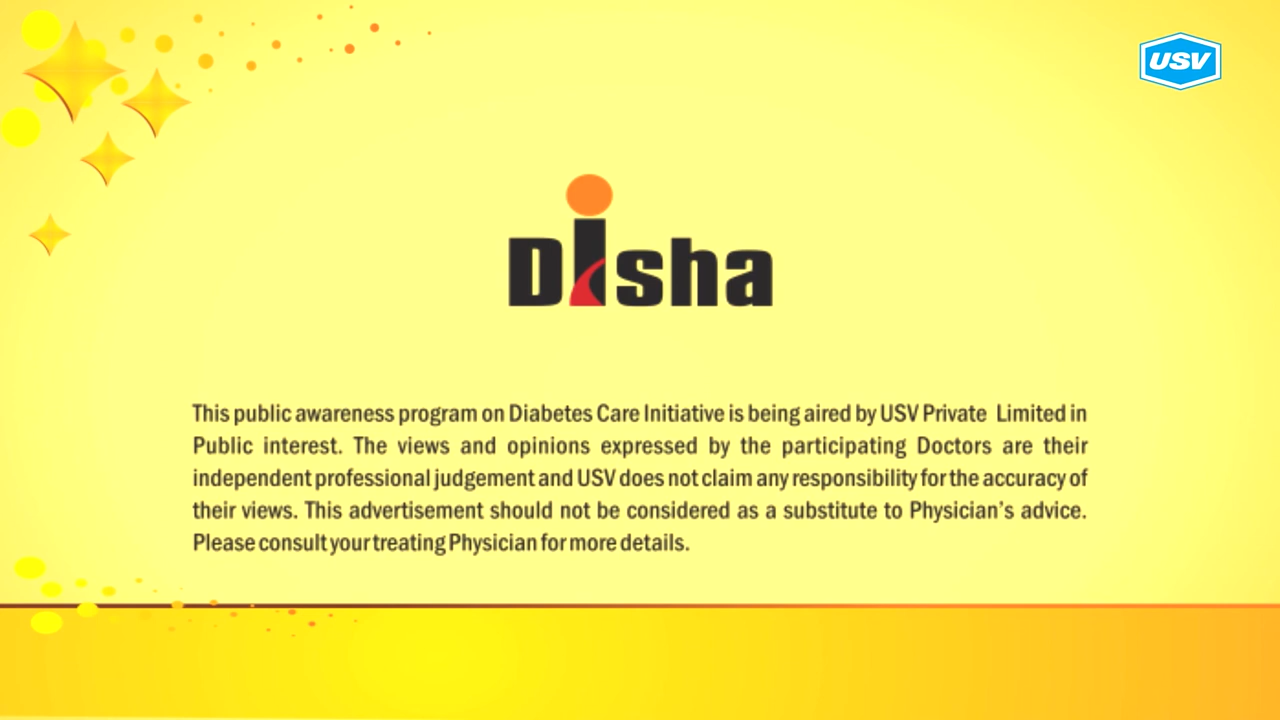 USV
Disha
This public awareness program on Diabetes Care Initiative is being aired by USV Private Limited in
Public interest. The views and opinions expressed by the participating Doctors are their
independent professional judgement and USV does not claim any responsibility for the accuracy of
their views. This advertisement should not be considered as a substitute to Physician's advice.
Please consult your treating Physician for more details.